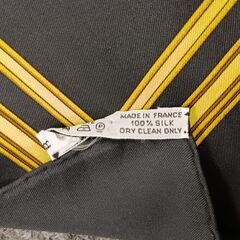 MADE IN FRANCE
100% SILK
DRY CLEAN ONLY